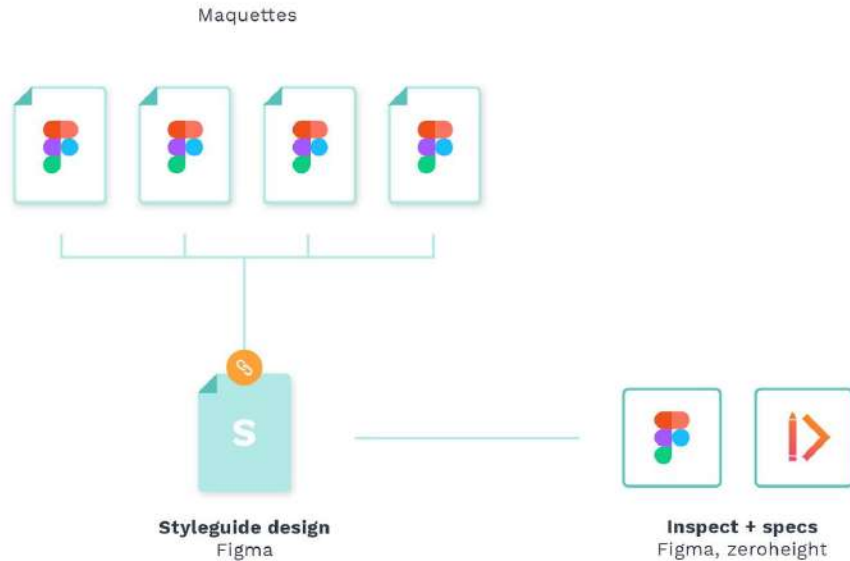 Maquettes
S
Styleguide design
Figma
Inspect + specs
Figma, zeroheight